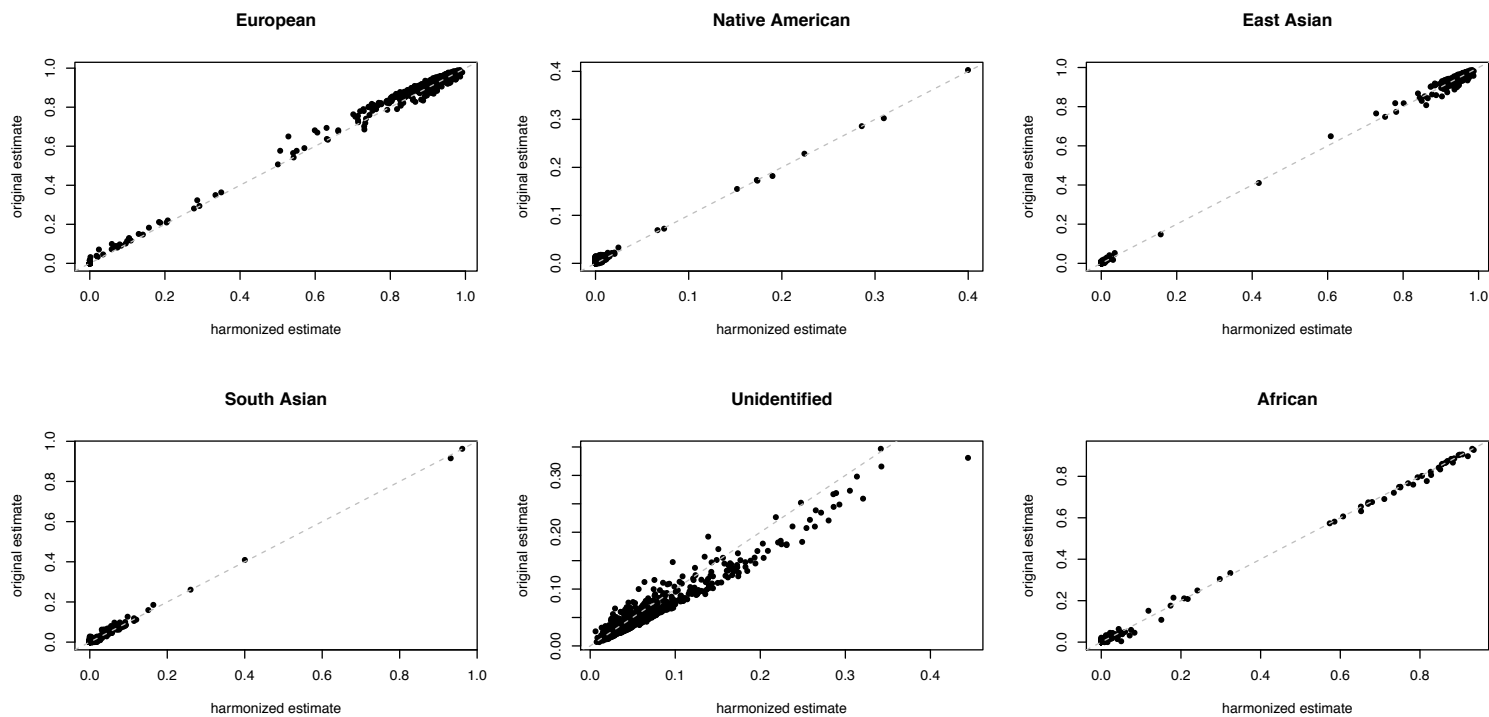 European
original estimate
0.0 0.2 0.4 0.6 0.8 1.0
0.0 0.2 0.4 0.6 0.8 1.0
harmonized estimate
Native American
original estimate
0.0 0.1 0.2 0.3 0.4
0.0 0.1 0.2 0.3 0.4
harmonized estimate
East Asian
original estimate
0.0 0.2 0.4 0.6 0.8 1.0
0.0 0.2 0.4 0.6 0.8 1.0
harmonized estimate
South Asian
original estimate
0.0 0.2 0.4 0.6 0.8 1.0
0.0 0.2 0.4 0.6 0.8 1.0
harmonized estimate
Unidentified
original estimate
0.00 0.10 0.20 0.30
0.0 0.1 0.2 0.3 0.4
harmonized estimate
African
original estimate
0.0 0.2 0.4 0.6 0.8
0.0 0.2 0.4 0.6 0.8
harmonized estimate